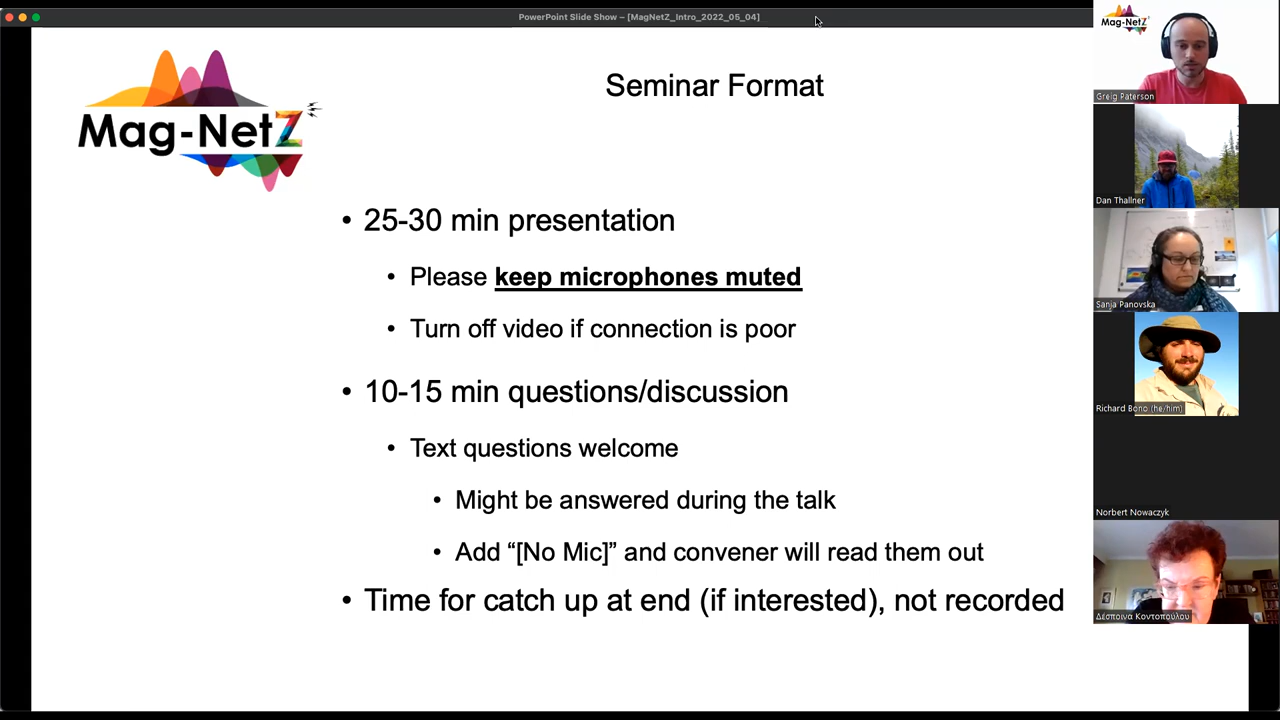 PowerPoint Slide Show – [MagNetZ_Intro_2022_05_04]
Mag-NetZ
Seminar Format
• 25-30 min presentation
• Please keep microphones muted
• Turn off video if connection is poor
• 10-15 min questions/discussion
• Text questions welcome
• Might be answered during the talk
• Add “[No Mic]” and convener will read them out
• Time for catch up at end (if interested), not recorded
Mag-NetZ
Greig Paterson
Dan Thallner
Sanja Panovska
Richard Bono (he/him)
Norbert Nowaczyk
Δέσποινα Κοντοπούλου